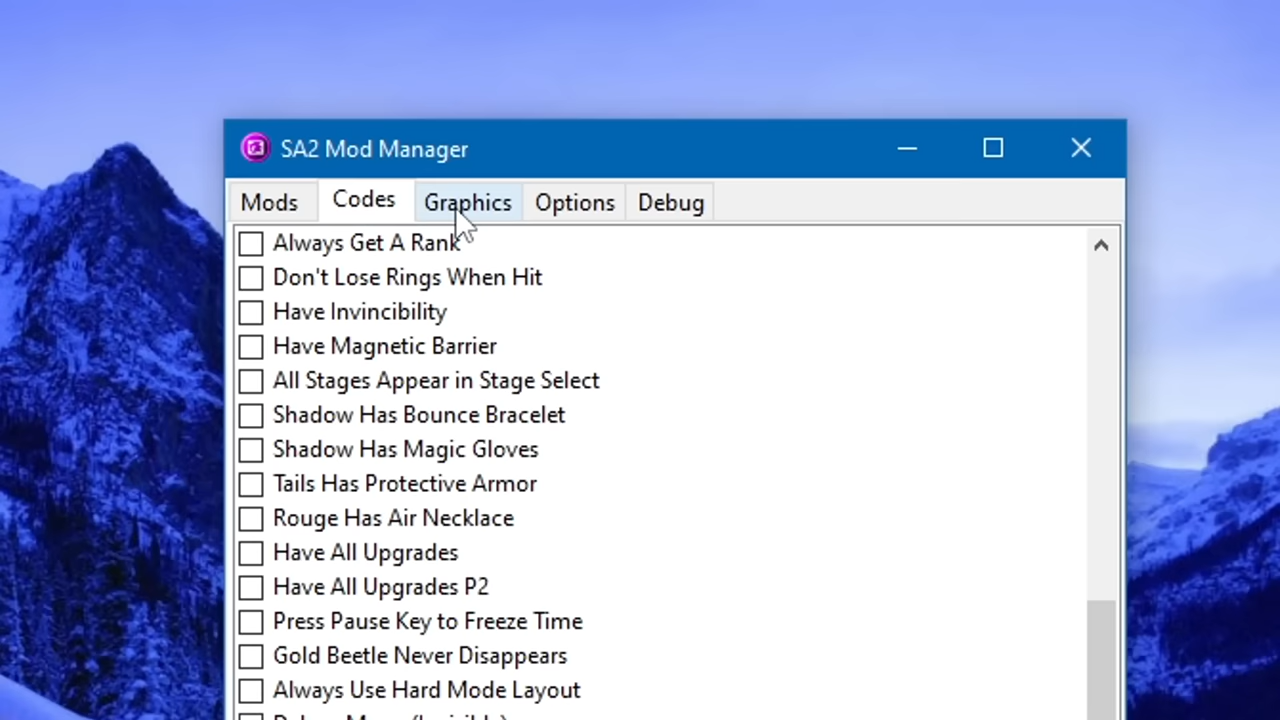 SA2 Mod Manager
Mods Codes Graphics Options Debug
Always Get A Rank
Don't Lose Rings When Hit
Have Invincibility
Have Magnetic Barrier
All Stages Appear in Stage Select
Shadow Has Bounce Bracelet
Shadow Has Magic Gloves
Tails Has Protective Armor
Rouge Has Air Necklace
Have All Upgrades
Have All Upgrades P2
Press Pause Key to Freeze Time
Gold Beetle Never Disappears
Always Use Hard Mode Layout